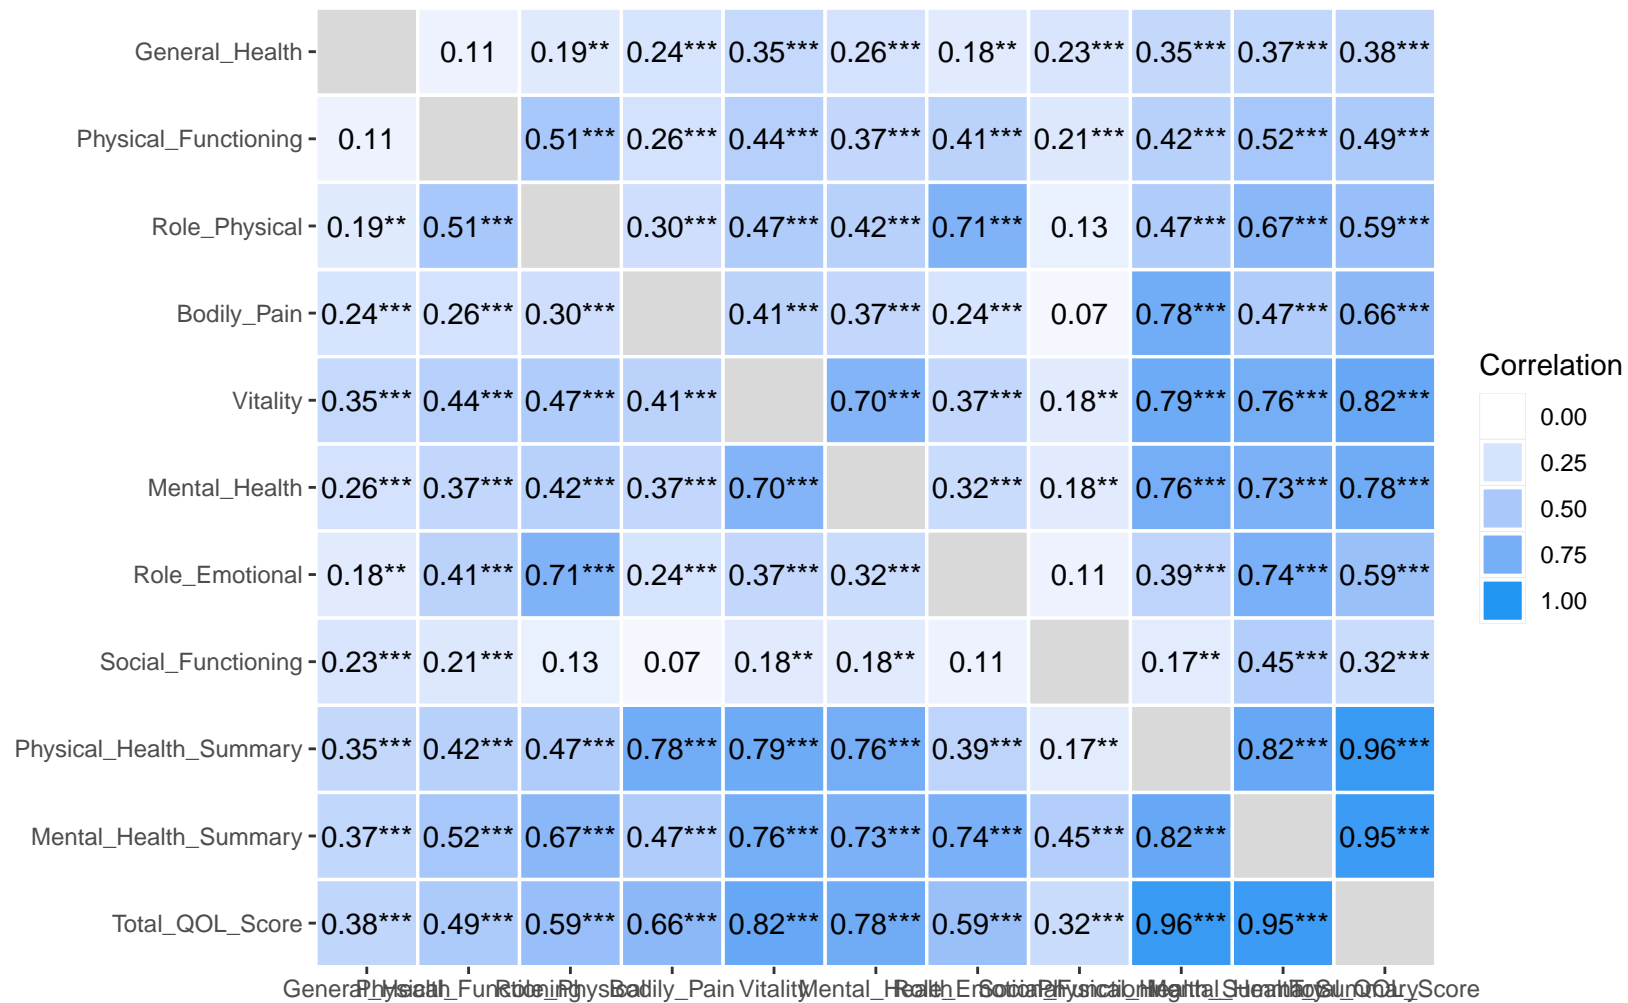 General_Health 0.11 0.19** 0.24*** 0.35*** 0.26*** 0.18** 0.23*** 0.35*** 0.37*** 0.38***
Physical_Functioning 0.11 0.51*** 0.26*** 0.44*** 0.37*** 0.41*** 0.21*** 0.42*** 0.52*** 0.49***
Role_Physical 0.19** 0.51*** 0.30*** 0.47*** 0.42*** 0.71*** 0.13 0.47*** 0.67*** 0.59***
Bodily_Pain 0.24*** 0.26*** 0.30*** 0.41*** 0.37*** 0.24*** 0.07 0.78*** 0.47*** 0.66***
Vitality 0.35*** 0.44*** 0.47*** 0.41*** 0.70*** 0.37*** 0.18** 0.79*** 0.76*** 0.82***
Mental_Health 0.26*** 0.37*** 0.42*** 0.37*** 0.70*** 0.32*** 0.18** 0.76*** 0.73*** 0.78***
Role_Emotional 0.18** 0.41*** 0.71*** 0.24*** 0.37*** 0.32*** 0.11 0.39*** 0.74*** 0.59***
Social_Functioning 0.23*** 0.21*** 0.13 0.07 0.18** 0.18** 0.11 0.17** 0.45*** 0.32***
Physical_Health_Summary 0.35*** 0.42*** 0.47*** 0.78*** 0.79*** 0.76*** 0.39*** 0.17** 0.82*** 0.96***
Mental_Health_Summary 0.37*** 0.52*** 0.67*** 0.47*** 0.76*** 0.73*** 0.74*** 0.45*** 0.82*** 0.95***
Total_QOL_Score 0.38*** 0.49*** 0.59*** 0.66*** 0.82*** 0.78*** 0.59*** 0.32*** 0.96*** 0.95***
General_Health Physical_Functioning Role_Physical Bodily_Pain Vitality Mental_Health Role_Emotional Social_Functioning Physical_Health_Summary Mental_Health_Summary Total_QOL_Score
Correlation
0.00
0.25
0.50
0.75
1.00